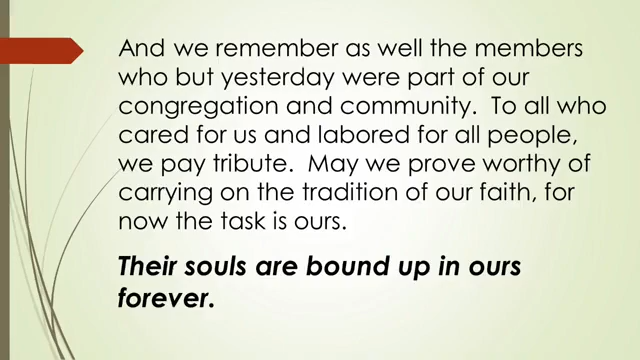 And we remember as well the members
who but yesterday were part of our
congregation and community.  To all who
cared for us and labored for all people,
we pay tribute.  May we prove worthy of
carrying on the tradition of our faith, for
now the task is ours.
Their souls are bound up in ours
forever.